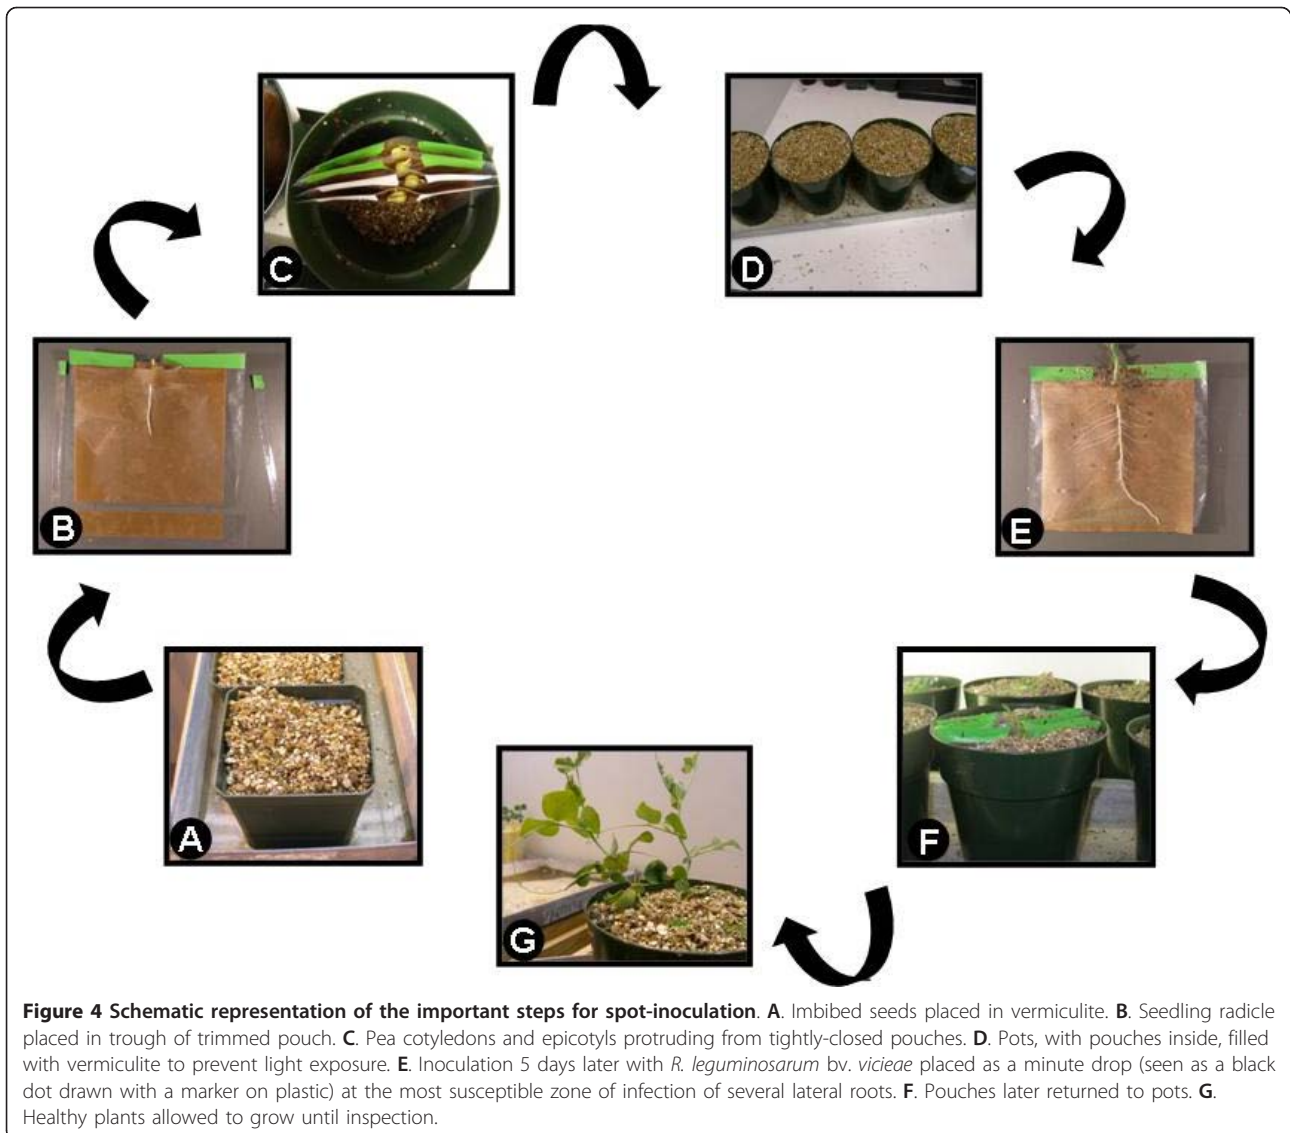 C
D
B
E
A
F
G
Figure 4 Schematic representation of the important steps for spot-inoculation. A. Imbibed seeds placed in vermiculite. B. Seedling radicle
placed in trough of trimmed pouch. C. Pea cotyledons and epicotyls protruding from tightly-closed pouches. D. Pots, with pouches inside, filled
with vermiculite to prevent light exposure. E. Inoculation 5 days later with R. leguminosarum bv. vicieae placed as a minute drop (seen as a black
dot drawn with a marker on plastic) at the most susceptible zone of infection of several lateral roots. F. Pouches later returned to pots. G.
Healthy plants allowed to grow until inspection.